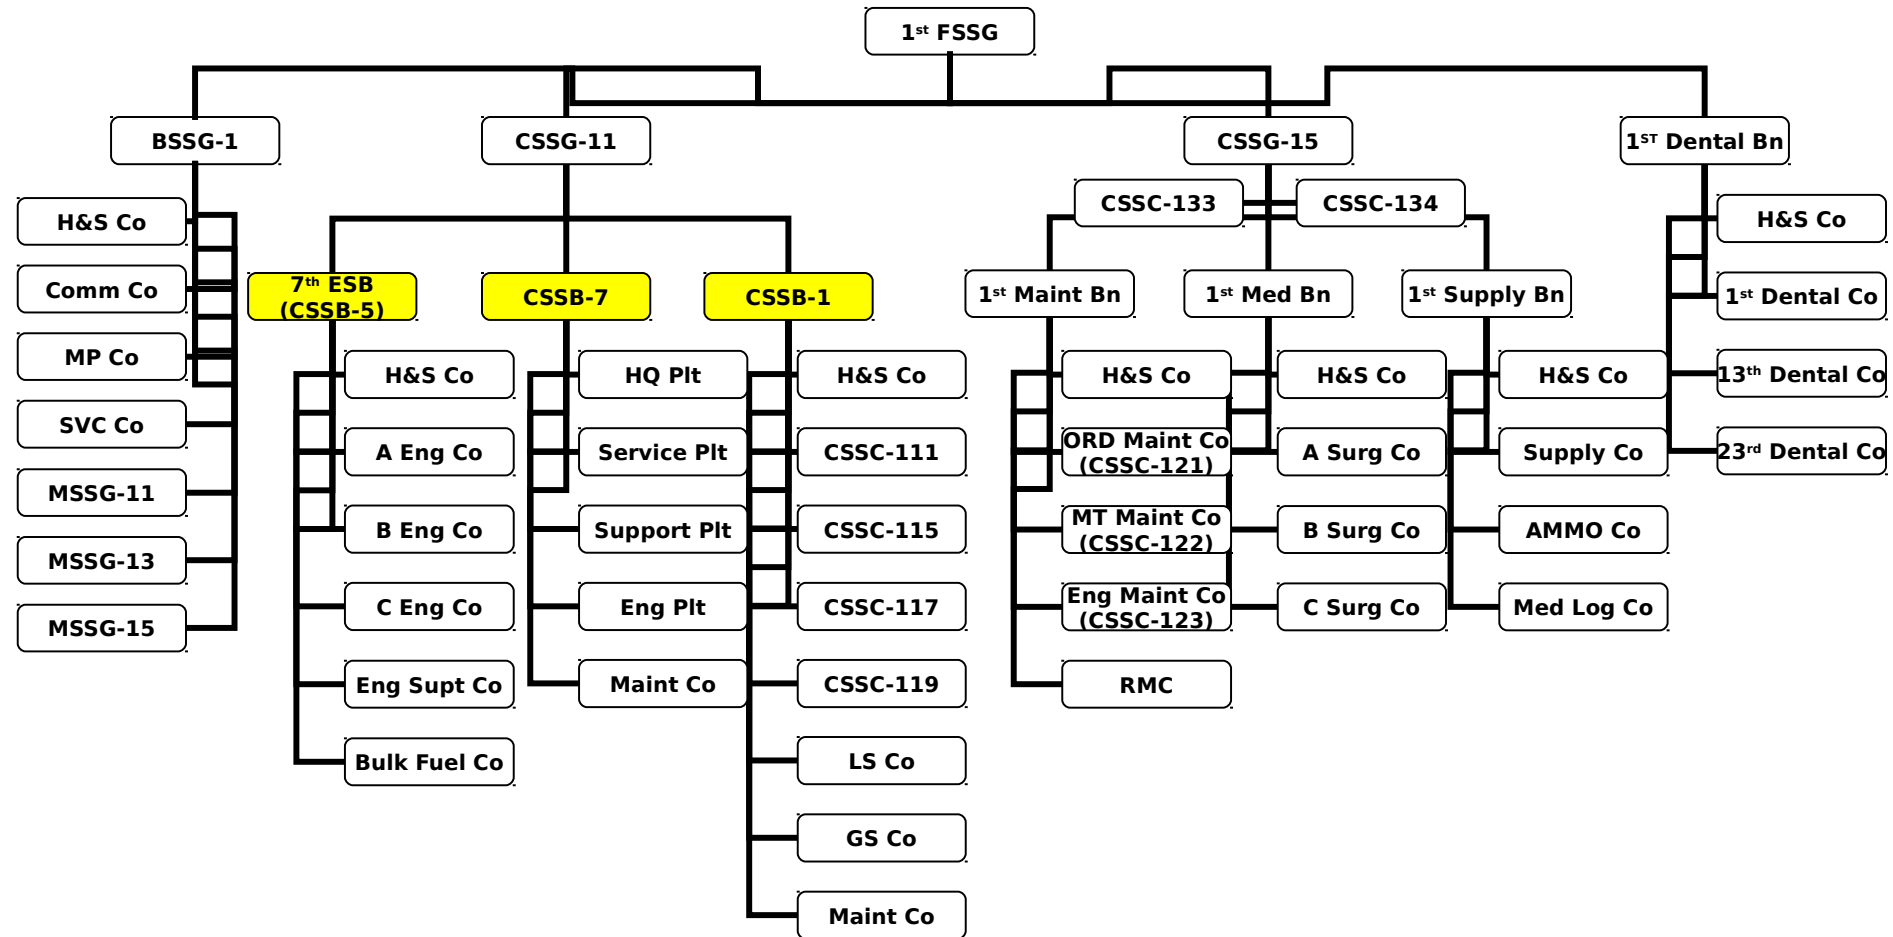 1st FSSG
BSSG-1
CSSG-11
CSSG-15
1ST Dental Bn
H&S Co
Comm Co
MP Co
SVC Co
MSSG-11
MSSG-13
MSSG-15
7th ESB
(CSSB-5)
H&S Co
A Eng Co
B Eng Co
C Eng Co
Eng Supt Co
Bulk Fuel Co
CSSB-7
HQ Plt
Service Plt
Support Plt
Eng Plt
Maint Co
CSSB-1
H&S Co
CSSC-111
CSSC-115
CSSC-117
CSSC-119
LS Co
GS Co
Maint Co
CSSC-133
CSSC-134
1st Maint Bn
H&S Co
ORD Maint Co
(CSSC-121)
MT Maint Co
(CSSC-122)
Eng Maint Co
(CSSC-123)
RMC
1st Med Bn
H&S Co
A Surg Co
B Surg Co
C Surg Co
1st Supply Bn
H&S Co
Supply Co
AMMO Co
Med Log Co
H&S Co
1st Dental Co
13th Dental Co
23rd Dental Co